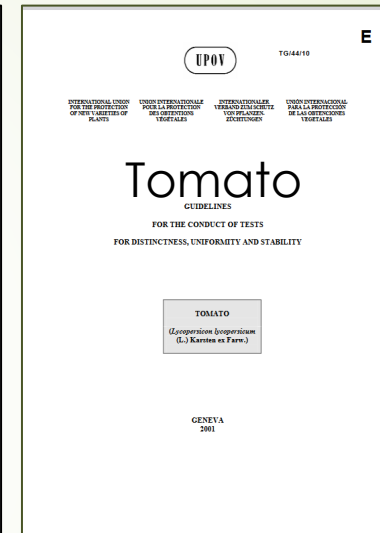 E
UPOV
TG/44/10
INTERNATIONAL UNION
FOR THE PROTECTION
OF NEW VARIETIES OF
PLANTS
UNION INTERNATIONALE
POUR LA PROTECTION
DES OBTENTIONS
VÉGÉTALES
INTERNATIONALER
VERBAND ZUM SCHUTZ
VON PFLANZEN-
ZÜCHTUNGEN
UNIÓN INTERNACIONAL
PARA LA PROTECCIÓN
DE LAS OBTENCIONES
VEGETALES
Tomato
GUIDELINES
FOR THE CONDUCT OF TESTS
FOR DISTINCTNESS, UNIFORMITY AND STABILITY
TOMATO
(Lycopersicon lycopersicum
(L.) Karsten ex Farw.)
GENEVA
2001